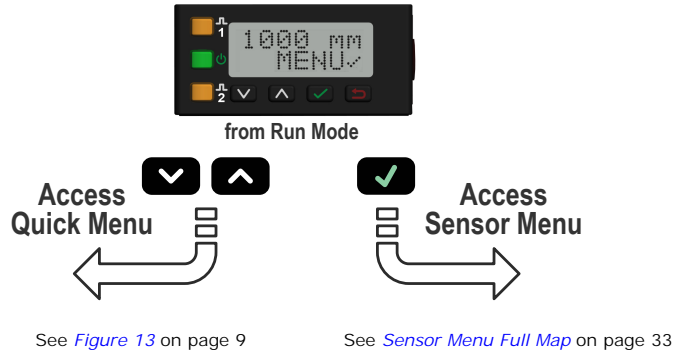 1
1000 mm
MENU✓
2
from Run Mode
Access
Quick Menu
Access
Sensor Menu
See Figure 13 on page 9
See Sensor Menu Full Map on page 33